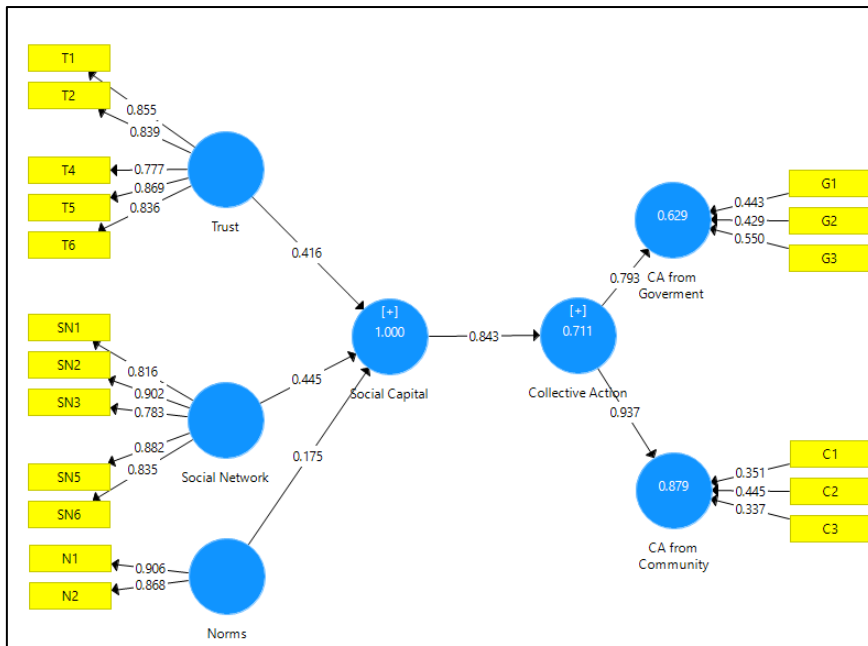 T1
T2
T4
T5
T6
0.855
0.839
0.777
0.869
0.836
Trust
0.416
SN1
SN2
SN3
SN5
SN6
0.816
0.902
0.783
0.882
0.835
Social Network
0.445
N1
N2
0.906
0.868
Norms
0.175
[+]
1.000
Social Capital
0.843
[+]
0.711
Collective Action
0.793
0.937
0.629
CA from
Goverment
0.443
0.429
0.550
G1
G2
G3
0.879
CA from
Community
0.351
0.445
0.337
C1
C2
C3